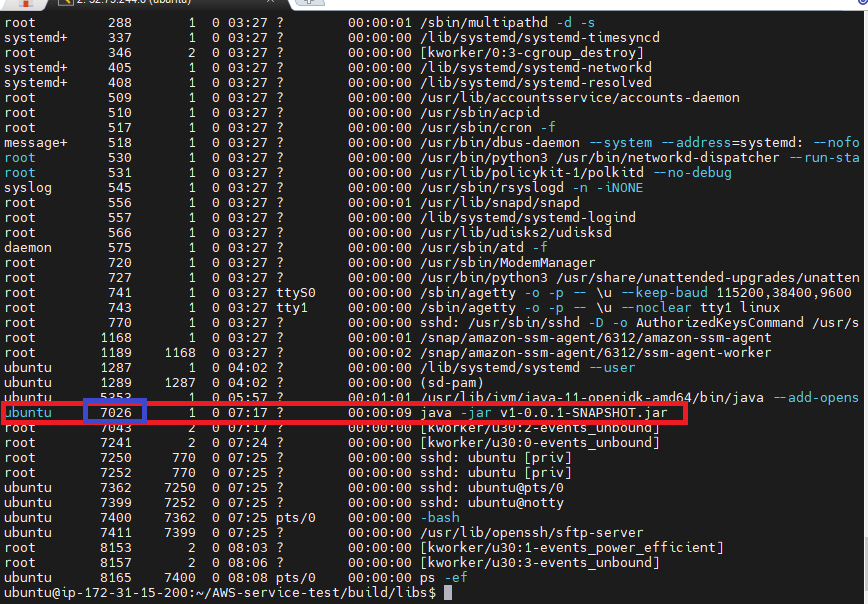 2. 52.79.244.0 (ubuntu)
root 288 1 0 03:27 ? 00:00:01 /sbin/multipathd -d -s
systemd+ 337 1 0 03:27 ? 00:00:00 /lib/systemd/systemd-timesyncd
root 346 2 0 03:27 ? 00:00:00 [kworker/0:3-cgroup_destroy]
systemd+ 405 1 0 03:27 ? 00:00:00 /lib/systemd/systemd-networkd
systemd+ 408 1 0 03:27 ? 00:00:00 /lib/systemd/systemd-resolved
root 509 1 0 03:27 ? 00:00:00 /usr/lib/accountsservice/accounts-daemon
root 510 1 0 03:27 ? 00:00:00 /usr/sbin/acpid
root 517 1 0 03:27 ? 00:00:00 /usr/sbin/cron -f
message+ 518 1 0 03:27 ? 00:00:00 /usr/bin/dbus-daemon --system --address=systemd: --nofo
root 530 1 0 03:27 ? 00:00:00 /usr/bin/python3 /usr/bin/networkd-dispatcher --run-sta
root 531 1 0 03:27 ? 00:00:00 /usr/lib/policykit-1/polkitd --no-debug
syslog 545 1 0 03:27 ? 00:00:00 /usr/sbin/rsyslogd -n -iNONE
root 556 1 0 03:27 ? 00:00:01 /usr/lib/snapd/snapd
root 557 1 0 03:27 ? 00:00:00 /lib/systemd/systemd-logind
root 566 1 0 03:27 ? 00:00:00 /usr/lib/udisks2/udisksd
daemon 575 1 0 03:27 ? 00:00:00 /usr/sbin/atd -f
root 720 1 0 03:27 ? 00:00:00 /usr/sbin/ModemManager
root 727 1 0 03:27 ? 00:00:00 /usr/bin/python3 /usr/share/unattended-upgrades/unatten
root 741 1 0 03:27 ttyS0 00:00:00 /sbin/agetty -o -p -- \u --keep-baud 115200,38400,9600
root 743 1 0 03:27 tty1 00:00:00 /sbin/agetty -o -p -- \u --noclear tty1 linux
root 770 1 0 03:27 ? 00:00:00 sshd: /usr/sbin/sshd -D -o AuthorizedKeysCommand /usr/s
root 1168 1 0 03:27 ? 00:00:01 /snap/amazon-ssm-agent/6312/amazon-ssm-agent
root 1189 1168 0 03:27 ? 00:00:02 /snap/amazon-ssm-agent/6312/ssm-agent-worker
ubuntu 1287 1 0 04:02 ? 00:00:00 /lib/systemd/systemd --user
ubuntu 1289 1287 0 04:02 ? 00:00:00 (sd-pam)
ubuntu 5353 1 0 05:57 ? 00:01:01 /usr/lib/jvm/java-11-openjdk-amd64/bin/java --add-opens
ubuntu 7026 1 0 07:17 ? 00:00:09 java -jar v1-0.0.1-SNAPSHOT.jar
root 7043 2 0 07:17 ? 00:00:00 [kworker/u30:2-events_unbound]
root 7241 2 0 07:24 ? 00:00:00 [kworker/u30:0-events_unbound]
root 7250 770 0 07:25 ? 00:00:00 sshd: ubuntu [priv]
root 7252 770 0 07:25 ? 00:00:00 sshd: ubuntu [priv]
ubuntu 7362 7250 0 07:25 ? 00:00:00 sshd: ubuntu@pts/0
ubuntu 7399 7252 0 07:25 ? 00:00:00 sshd: ubuntu@notty
ubuntu 7400 7362 0 07:25 pts/0 00:00:00 -bash
ubuntu 7411 7399 0 07:25 ? 00:00:00 /usr/lib/openssh/sftp-server
root 8153 2 0 08:03 ? 00:00:00 [kworker/u30:1-events_power_efficient]
root 8157 2 0 08:06 ? 00:00:00 [kworker/u30:3-events_unbound]
ubuntu 8165 7400 0 08:08 pts/0 00:00:00 ps -ef
ubuntu@ip-172-31-15-200:~/AWS-service-test/build/libs$